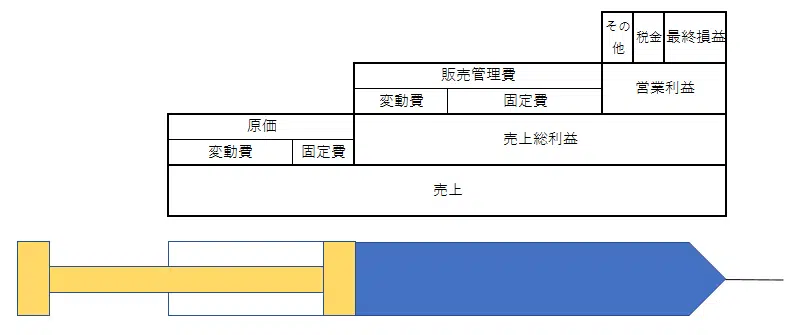 その
他
税金
最終損益
販売管理費
営業利益
変動費
固定費
原価
売上総利益
変動費
固定費
売上